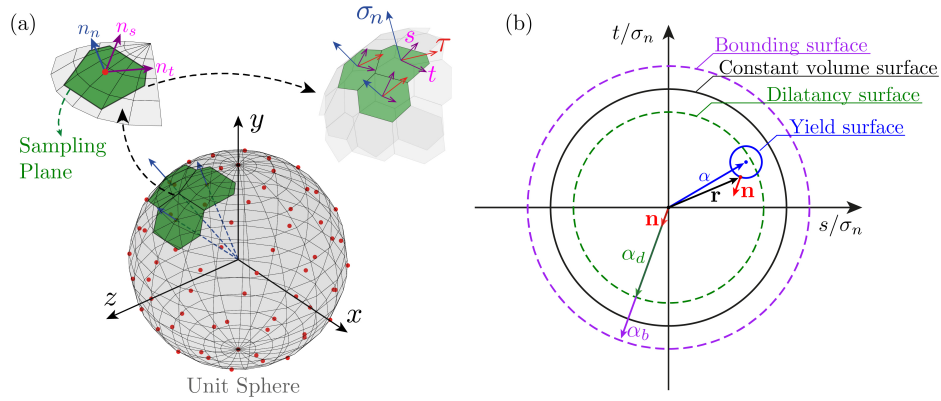 (a)
n_n
n_s
n_t
σ_n
s
τ
t
Sampling
Plane
y
z
x
Unit Sphere
(b)
t/σ_n
Bounding surface
Constant volume surface
Dilatancy surface
Yield surface
α
r
n
n
s/σ_n
α_d
α_b